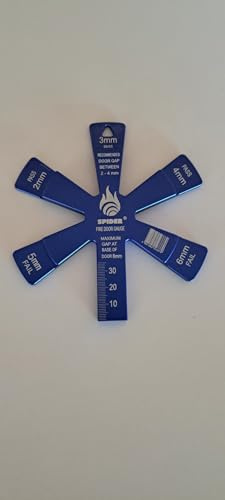 3mm
PASS
RECOMMENDED
DOOR GAP
BETWEEN
2 - 4 mm
PASS
2mm
PASS
4mm
SPIDER®
FIRE DOOR GAUGE
MAXIMUM
GAP AT
BASE OF
DOOR 8mm
5mm
FAIL
6mm
FAIL
30
20
10